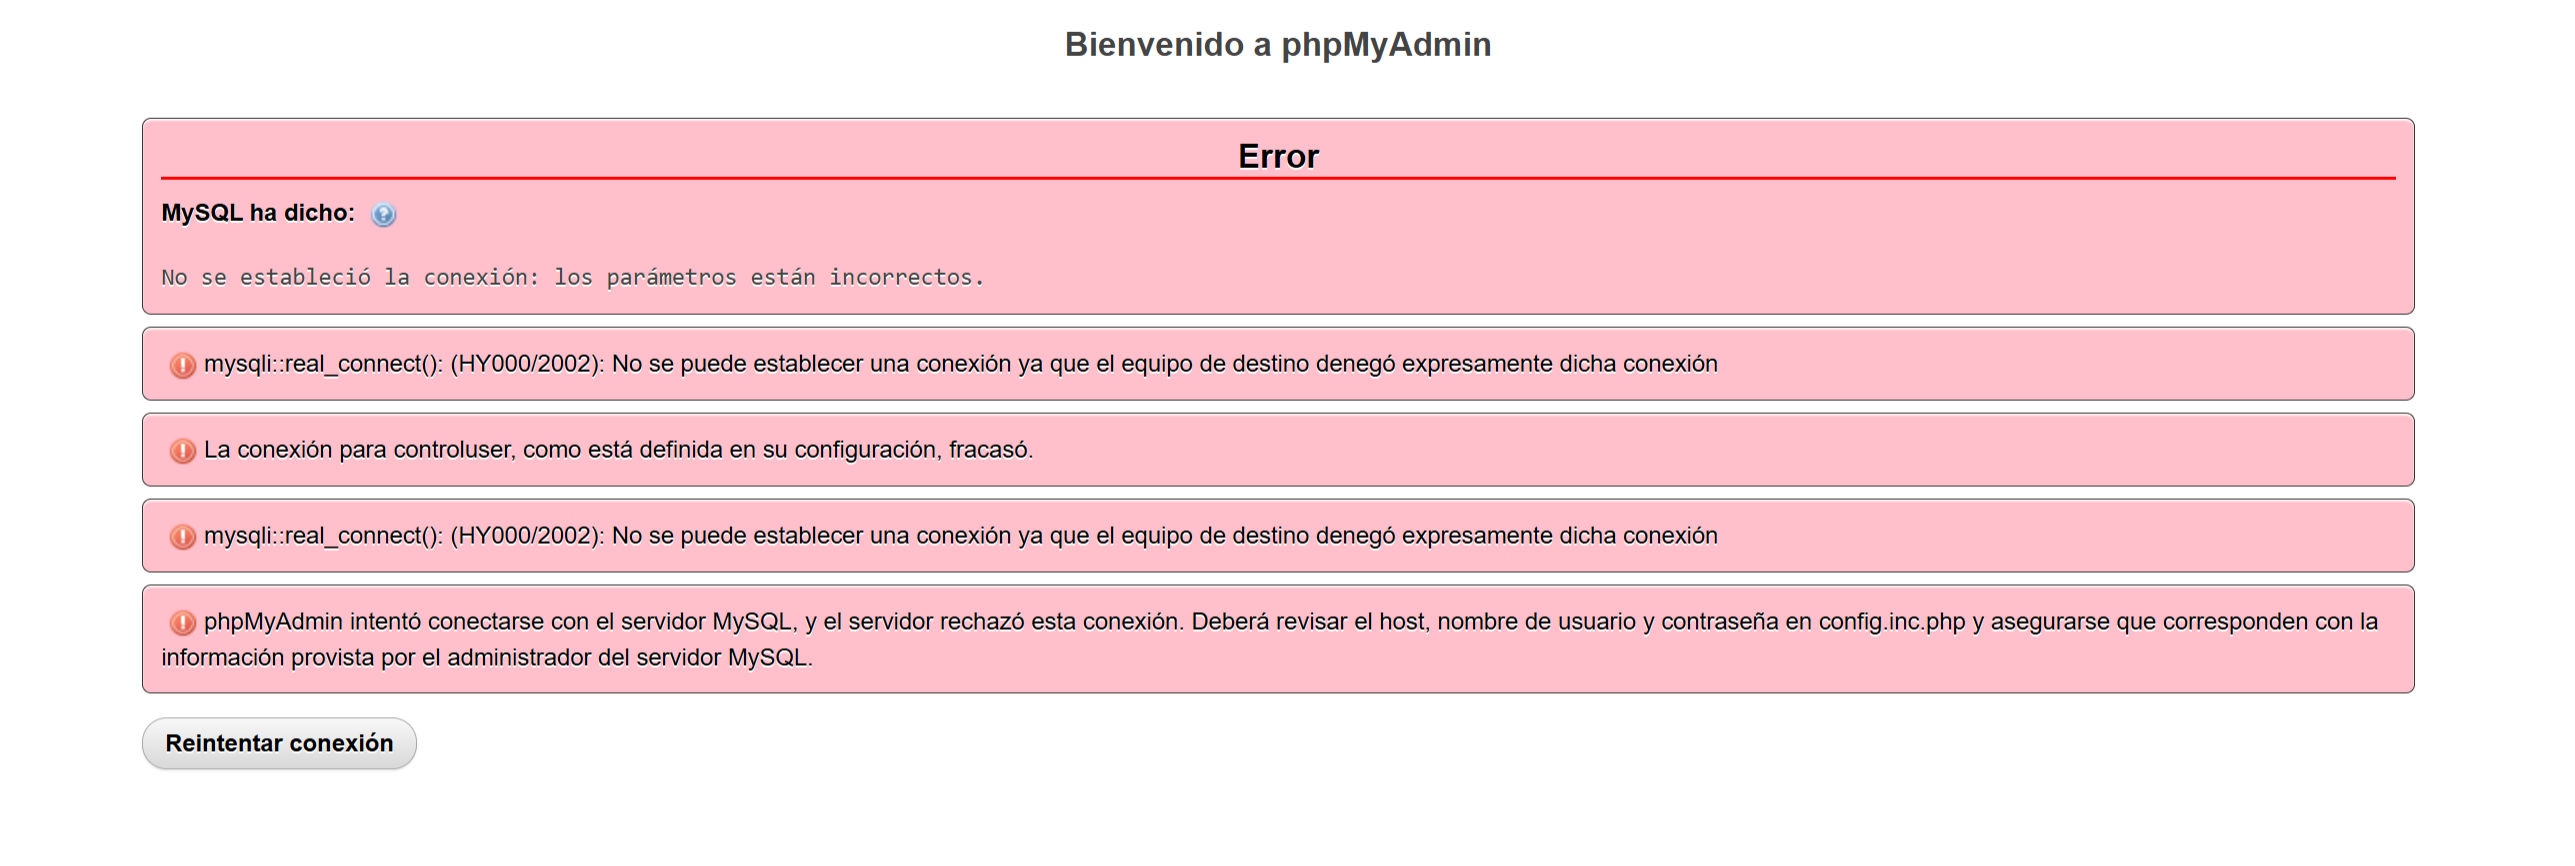 Bienvenido a phpMyAdmin
Error
MySQL ha dicho:
No se estableció la conexión: los parámetros están incorrectos.
mysqli::real_connect(): (HY000/2002): No se puede establecer una conexión ya que el equipo de destino denegó expresamente dicha conexión
La conexión para controluser, como está definida en su configuración, fracasó.
mysqli::real_connect(): (HY000/2002): No se puede establecer una conexión ya que el equipo de destino denegó expresamente dicha conexión
phpMyAdmin intentó conectarse con el servidor MySQL, y el servidor rechazó esta conexión. Deberá revisar el host, nombre de usuario y contraseña en config.inc.php y asegurarse que corresponden con la
información provista por el administrador del servidor MySQL.
Reintentar conexión